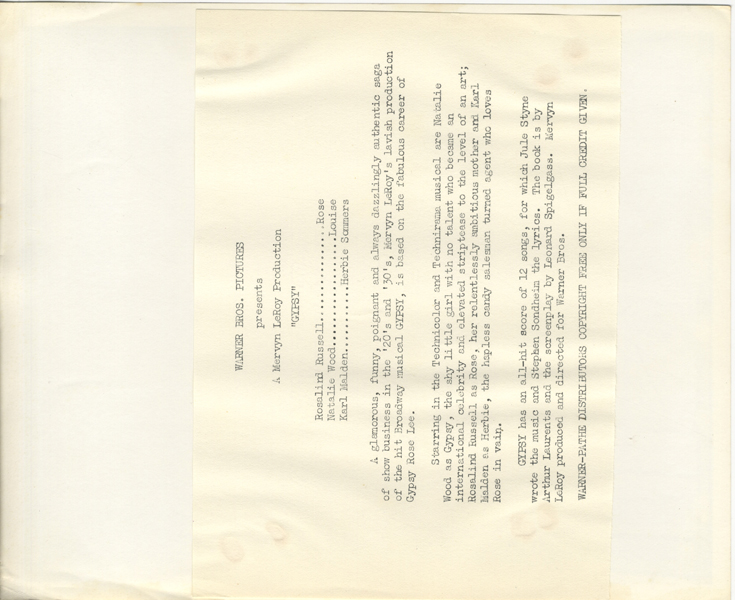 WARNER BROS. PICTURES
presents
A Mervyn LeRoy Production
"GYPSY"
Rosalind Russell................Rose
Natalie Wood..................Louise
Karl Malden............Herbie Sommers
A glamorous, funny, poignant and always dazzlingly authentic saga
of show business in the '20's and '30's, Mervyn LeRoy's lavish production
of the hit Broadway musical GYPSY, is based on the fabulous career of
Gypsy Rose Lee.
Starring in the Technicolor and Technirama musical are Natalie
Wood as Gypsy, the shy little girl with no talent who became an
international celebrity and elevated striptease to the level of an art;
Rosalind Russell as Rose, her relentlessly ambitious mother and Karl
Malden as Herbie, the hapless candy salesman turned agent who loves
Rose in vain.
GYPSY has an all-hit score of 12 songs, for which Jule Styne
wrote the music and Stephen Sondheim the lyrics. The book is by
Arthur Laurents and the screenplay by Leonard Spigelgass. Mervyn
LeRoy produced and directed for Warner Bros.
WARNER-PATHE DISTRIBUTORS COPYRIGHT FREE ONLY IF FULL CREDIT GIVEN.